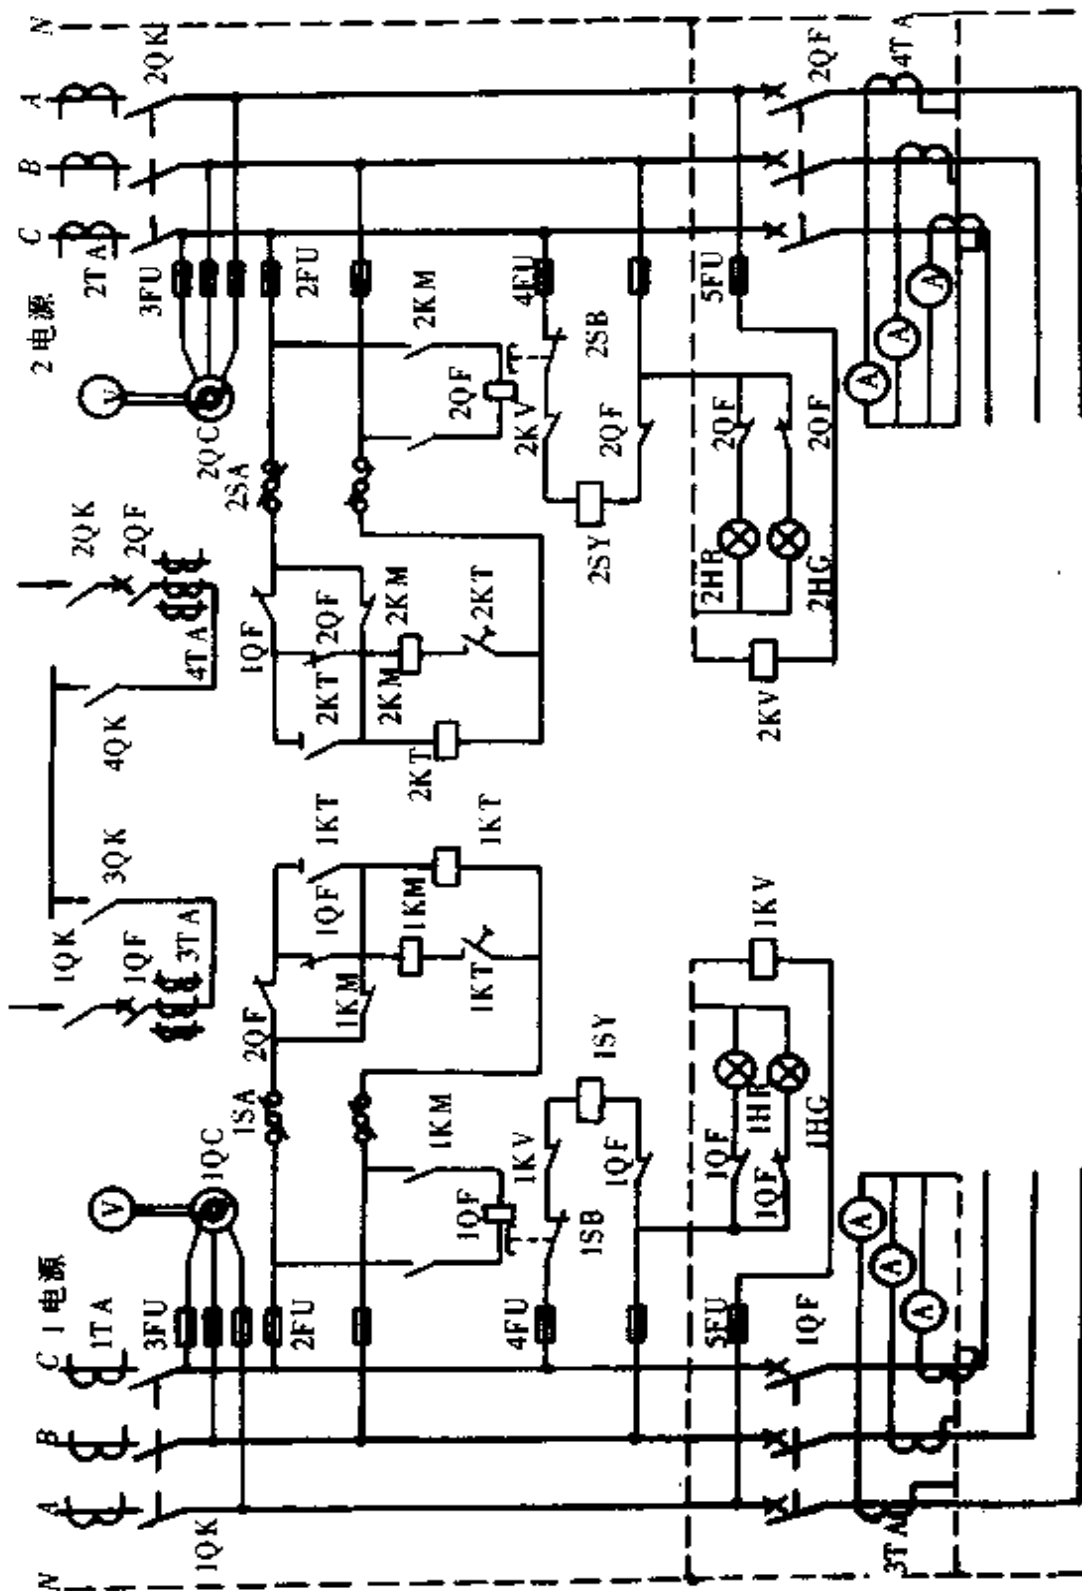 N
A
B
C
2QK
2TA
2电源
3FU
2FU
V
2QC
2SA
2KM
2QF
2KV
4FU
2SB
2QF
2SY
5FU
2QF
4TA
A
A
A
2QF
2QF
2HR
2HG
2KV
2QK
2QF
4TA
4QK
1QF
2QF
2KM
2KT
2KT
2KM
2KT
3QK
1QK
1QF
3TA
1KT
1KT
1QF
1KM
1KT
2QF
1KM
1SA
1KM
1QC
V
1QF
1KV
1SY
1QF
1SB
1KV
1HR
1HG
1QF
1QF
1电源
1TA
3FU
2FU
4FU
5FU
1QF
A
A
A
C
B
A
N
1QK
3TA